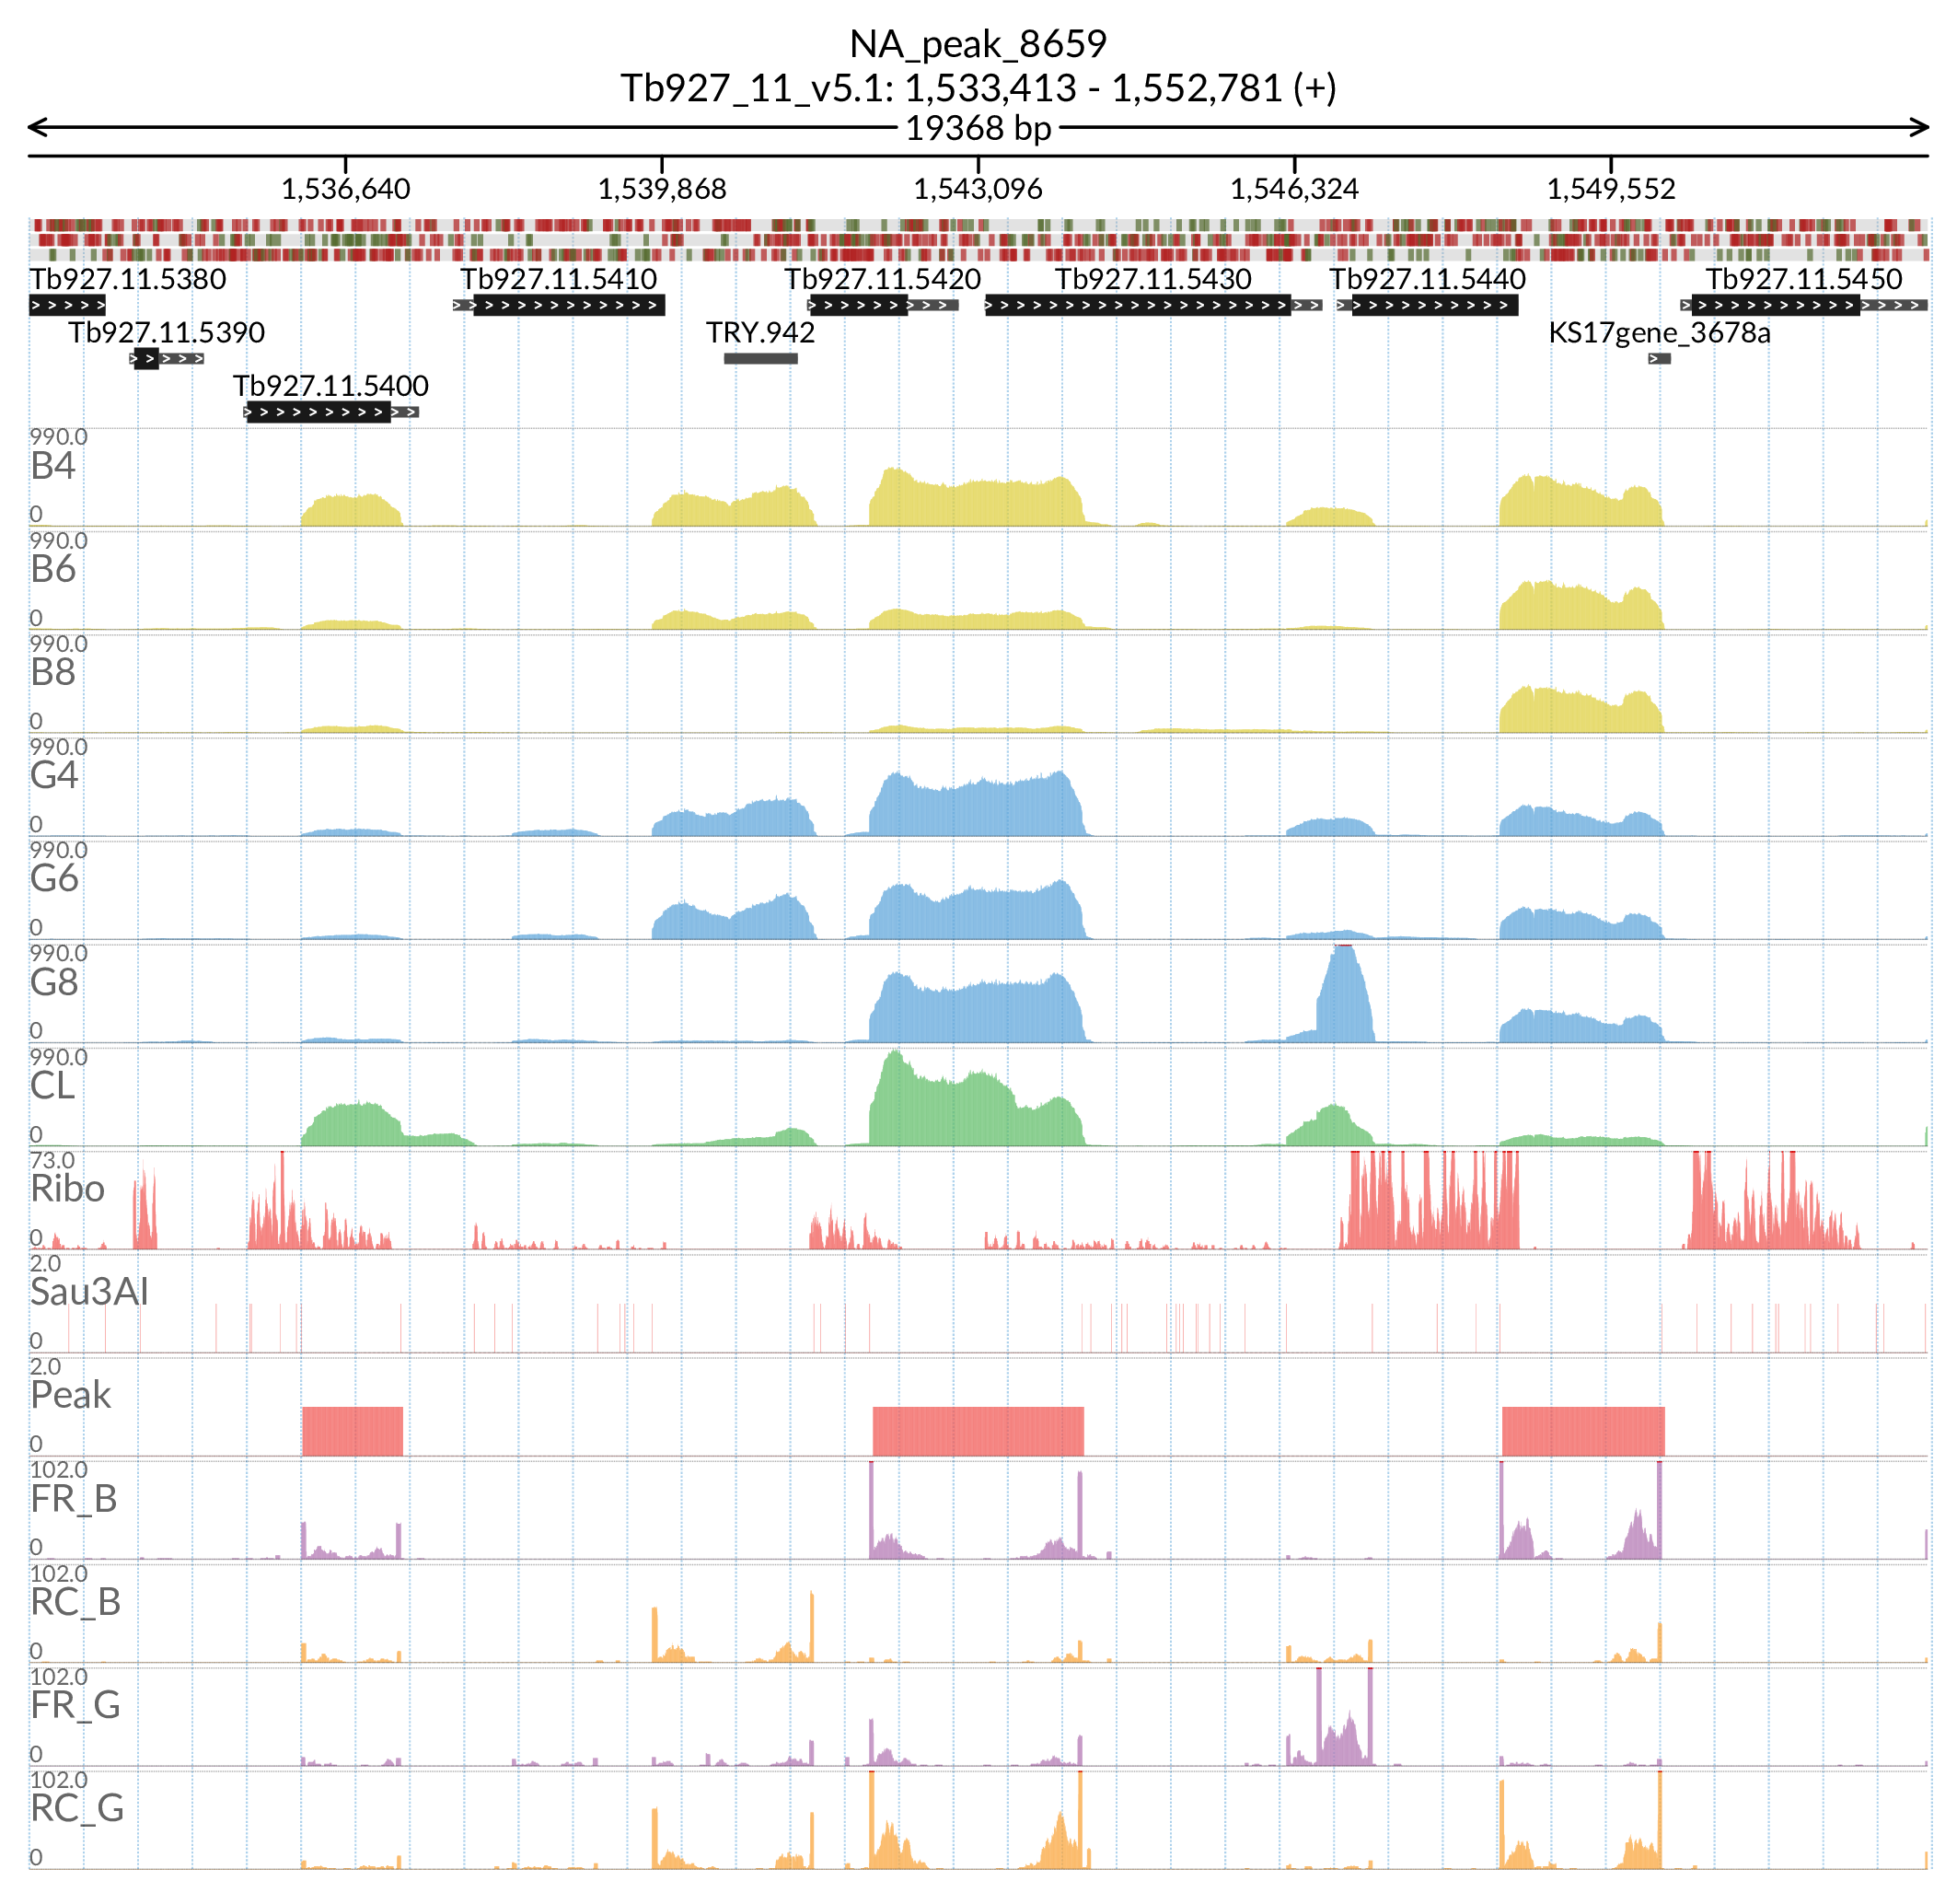 NA_peak_8659
Tb927_11_v5.1: 1,533,413 - 1,552,781 (+)
19368 bp
1,536,640 1,539,868 1,543,096 1,546,324 1,549,552
Tb927.11.5380 Tb927.11.5410 Tb927.11.5420 Tb927.11.5430 Tb927.11.5440 Tb927.11.5450
Tb927.11.5390 TRY.942 KS17gene_3678a
Tb927.11.5400
990.0
B4
0
990.0
B6
0
990.0
B8
0
990.0
G4
0
990.0
G6
0
990.0
G8
0
990.0
CL
0
73.0
Ribo
0
2.0
Sau3AI
0
2.0
Peak
0
102.0
FR_B
0
102.0
RC_B
0
102.0
FR_G
0
102.0
RC_G
0